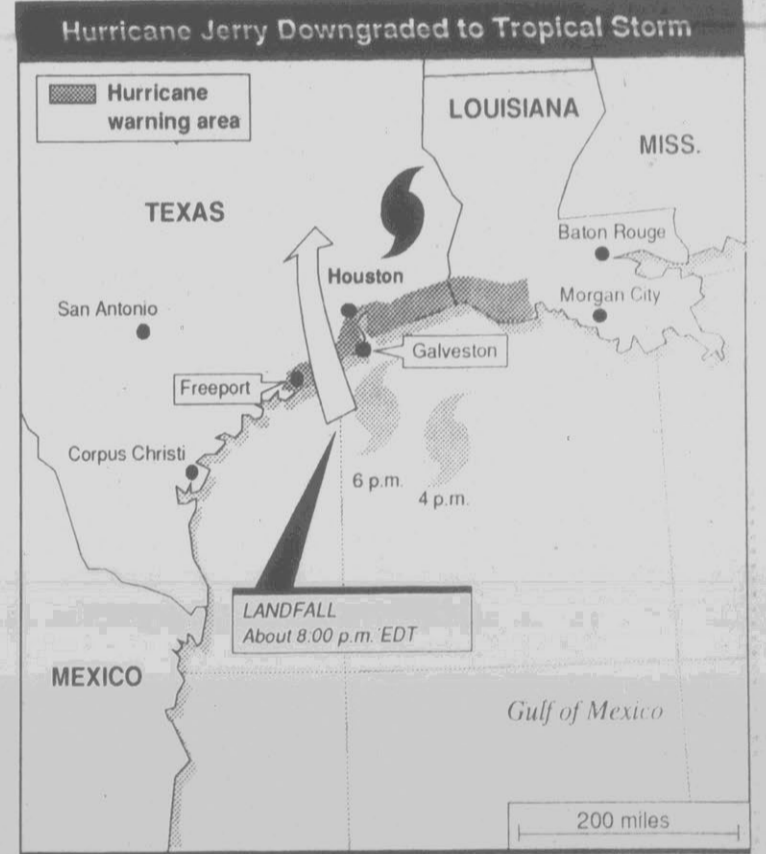 Hurricane Jerry Downgraded to Tropical Storm
Hurricane
warning area
LOUISIANA
MISS.
TEXAS
Baton Rouge
Houston
Morgan City
San Antonio
Galveston
Freeport
Corpus Christi
6 p.m.
4 p.m.
LANDFALL
About 8:00 p.m. EDT
MEXICO
Gulf of Mexico
200 miles